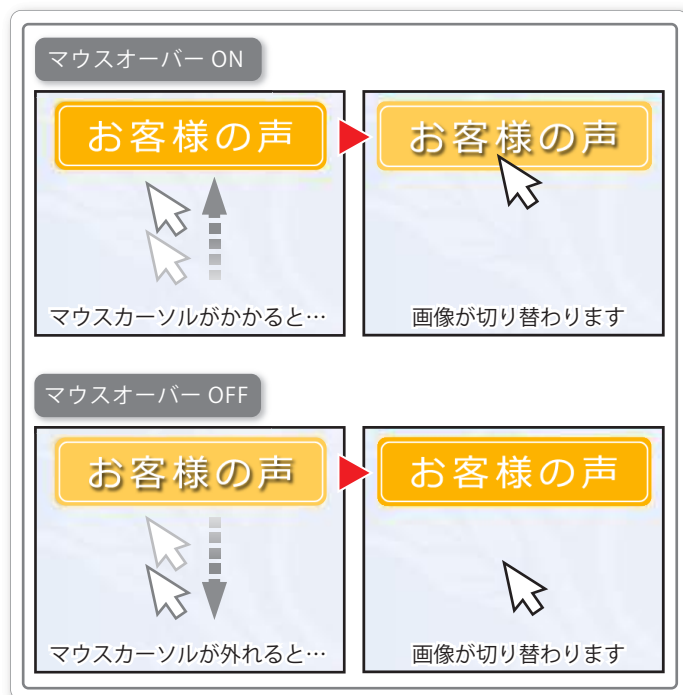 マウスオーバー ON
お客様の声
お客様の声
マウスカーソルがかかると…
画像が切り替わります
マウスオーバー OFF
お客様の声
お客様の声
マウスカーソルが外れると…
画像が切り替わります